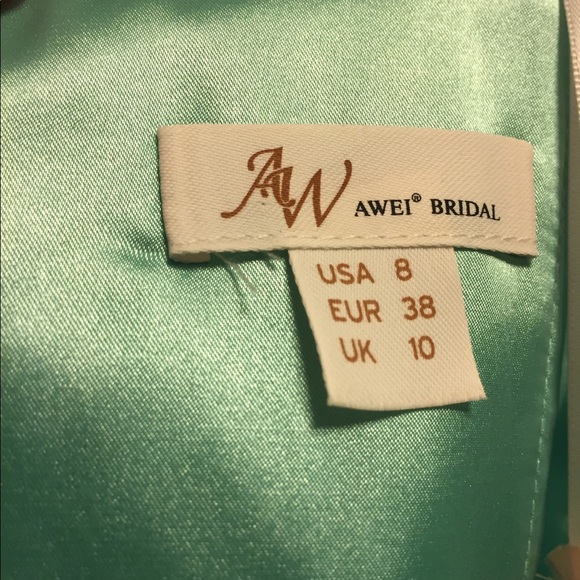 AW AWEI® BRIDAL
USA 8
EUR 38
UK 10